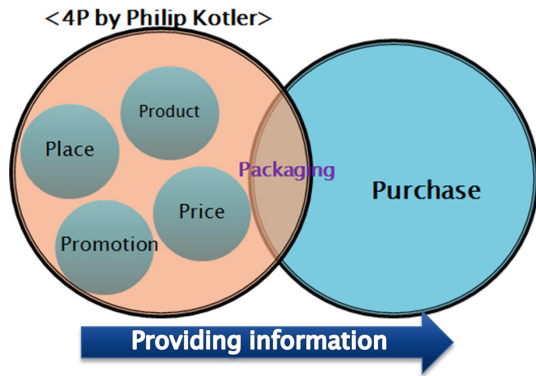 <4P by Philip Kotler>
Product
Place
Packaging
Purchase
Price
Promotion
Providing information